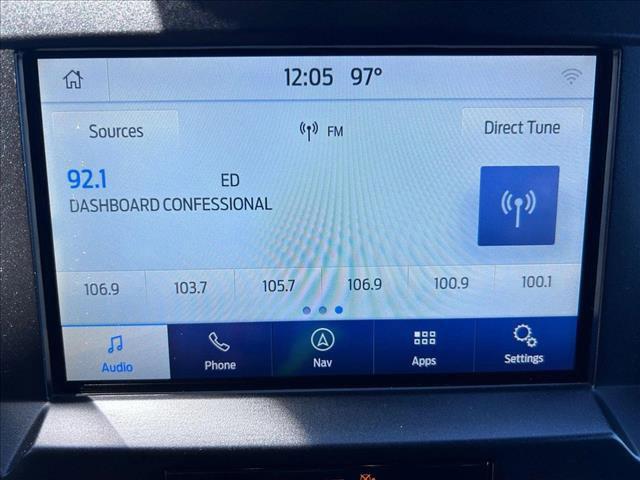 12:05 97°
Sources FM Direct Tune
92.1 ED
DASHBOARD CONFESSIONAL
106.9 103.7 105.7 106.9 100.9 100.1
Audio Phone Nav Apps Settings